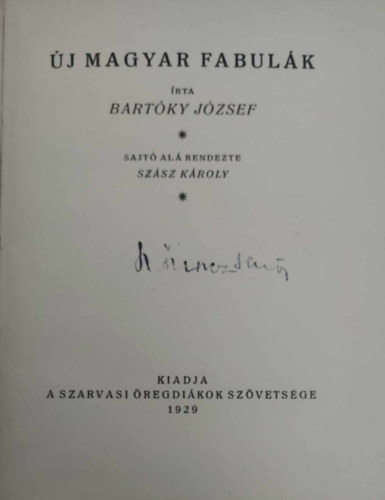 ÚJ MAGYAR FABULÁK
ÍRTA
BARTÓKY JÓZSEF
*
SAJTÓ ALÁ RENDEZTE
SZÁSZ KÁROLY
*
KIADJA
A SZARVASI ÖREGDIÁKOK SZÖVETSÉGE
1929